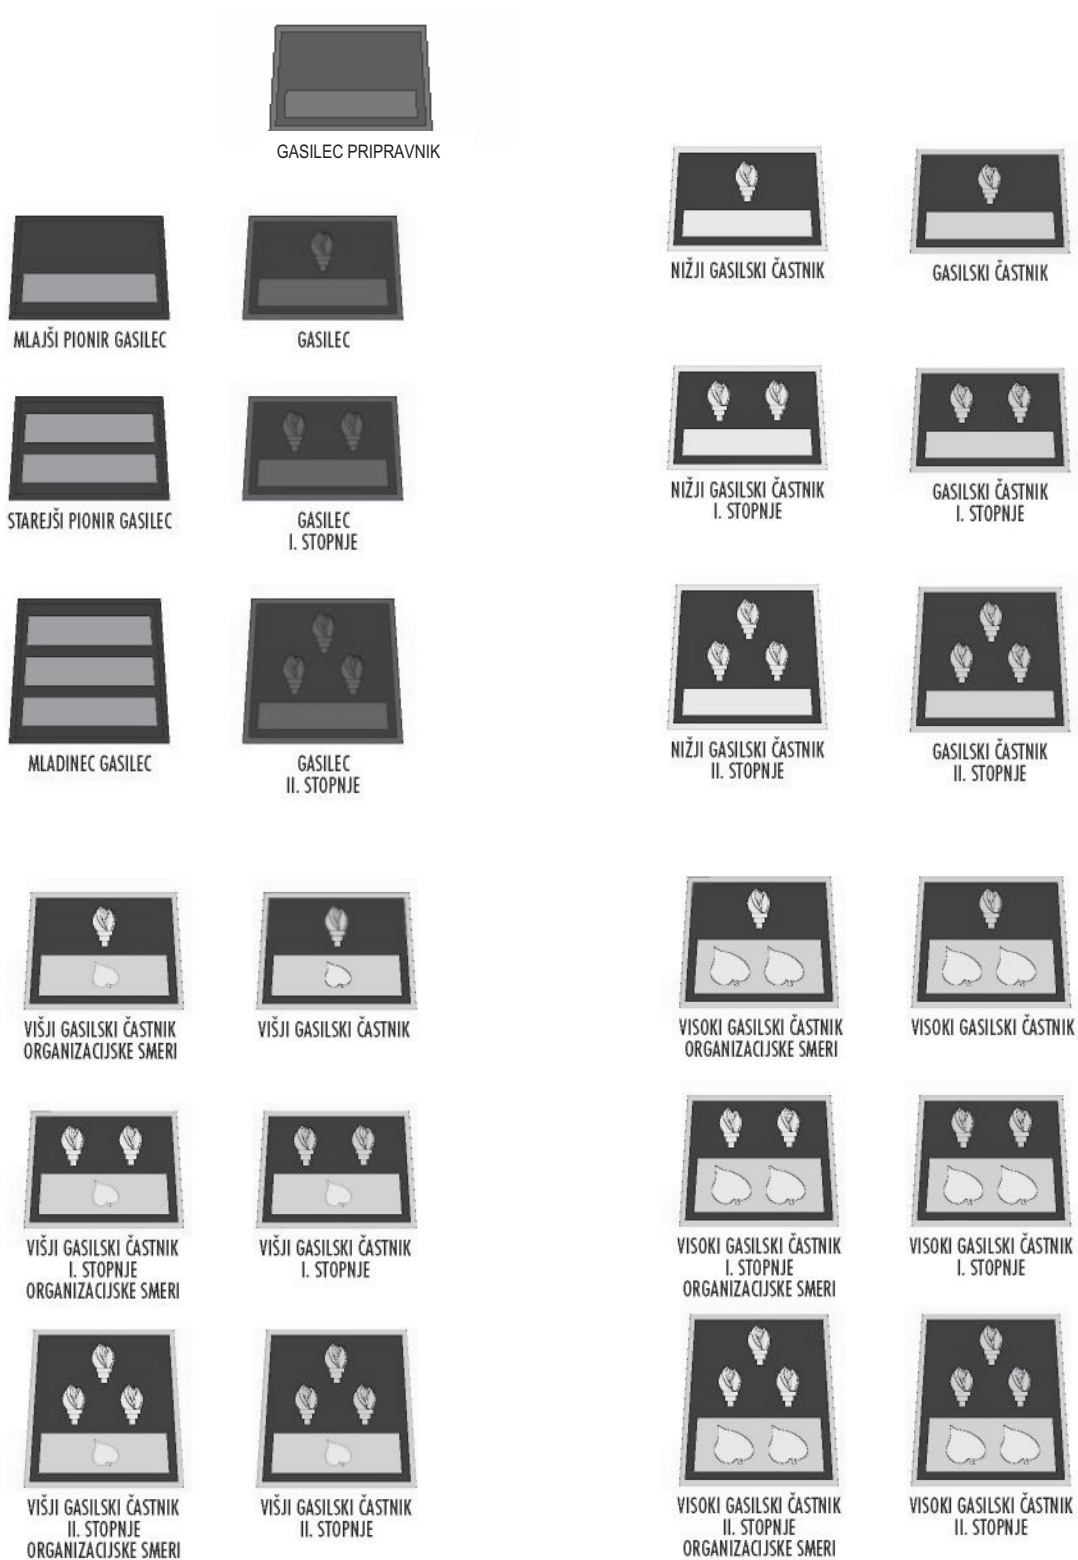 GASILEC PRIPRAVNIK
NIŽJI GASILSKI ČASTNIK
GASILSKI ČASTNIK
MLAJŠI PIONIR GASILEC
GASILEC
NIŽJI GASILSKI ČASTNIK
I. STOPNJE
GASILSKI ČASTNIK
I. STOPNJE
STAREJŠI PIONIR GASILEC
GASILEC
I. STOPNJE
NIŽJI GASILSKI ČASTNIK
II. STOPNJE
GASILSKI ČASTNIK
II. STOPNJE
MLADINEC GASILEC
GASILEC
II. STOPNJE
VIŠJI GASILSKI ČASTNIK
ORGANIZACIJSKE SMERI
VIŠJI GASILSKI ČASTNIK
VISOKI GASILSKI ČASTNIK
ORGANIZACIJSKE SMERI
VISOKI GASILSKI ČASTNIK
VIŠJI GASILSKI ČASTNIK
I. STOPNJE
ORGANIZACIJSKE SMERI
VIŠJI GASILSKI ČASTNIK
I. STOPNJE
VISOKI GASILSKI ČASTNIK
I. STOPNJE
ORGANIZACIJSKE SMERI
VISOKI GASILSKI ČASTNIK
I. STOPNJE
VIŠJI GASILSKI ČASTNIK
II. STOPNJE
ORGANIZACIJSKE SMERI
VIŠJI GASILSKI ČASTNIK
II. STOPNJE
VISOKI GASILSKI ČASTNIK
II. STOPNJE
ORGANIZACIJSKE SMERI
VISOKI GASILSKI ČASTNIK
II. STOPNJE